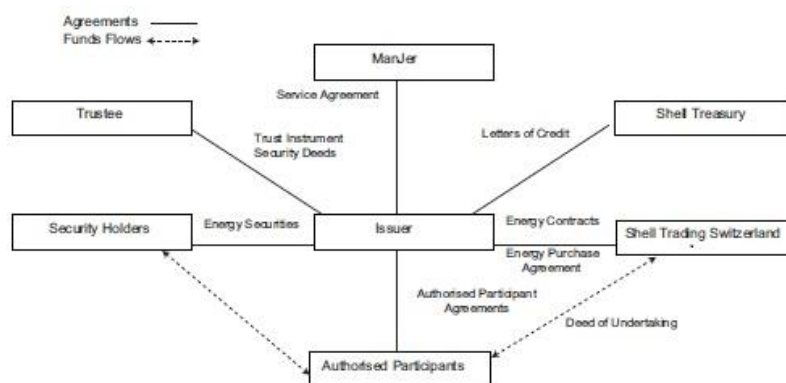 Agreements
Funds Flows
ManJer
Service Agreement
Trustee
Shell Treasury
Trust Instrument
Security Deeds
Letters of Credit
Security Holders
Energy Securities
Issuer
Energy Contracts
Shell Trading Switzerland
Energy Purchase
Agreement
Authorised Participant
Agreements
Deed of Undertaking
Authorised Participants